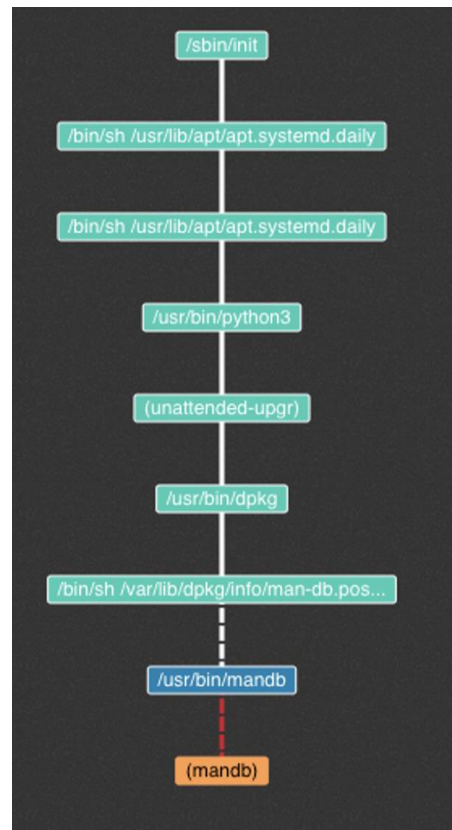 /sbin/init
/bin/sh /usr/lib/apt/apt.systemd.daily
/bin/sh /usr/lib/apt/apt.systemd.daily
/usr/bin/python3
(unattended-upgr)
/usr/bin/dpkg
/bin/sh /var/lib/dpkg/info/man-db.pos...
/usr/bin/mandb
(mandb)